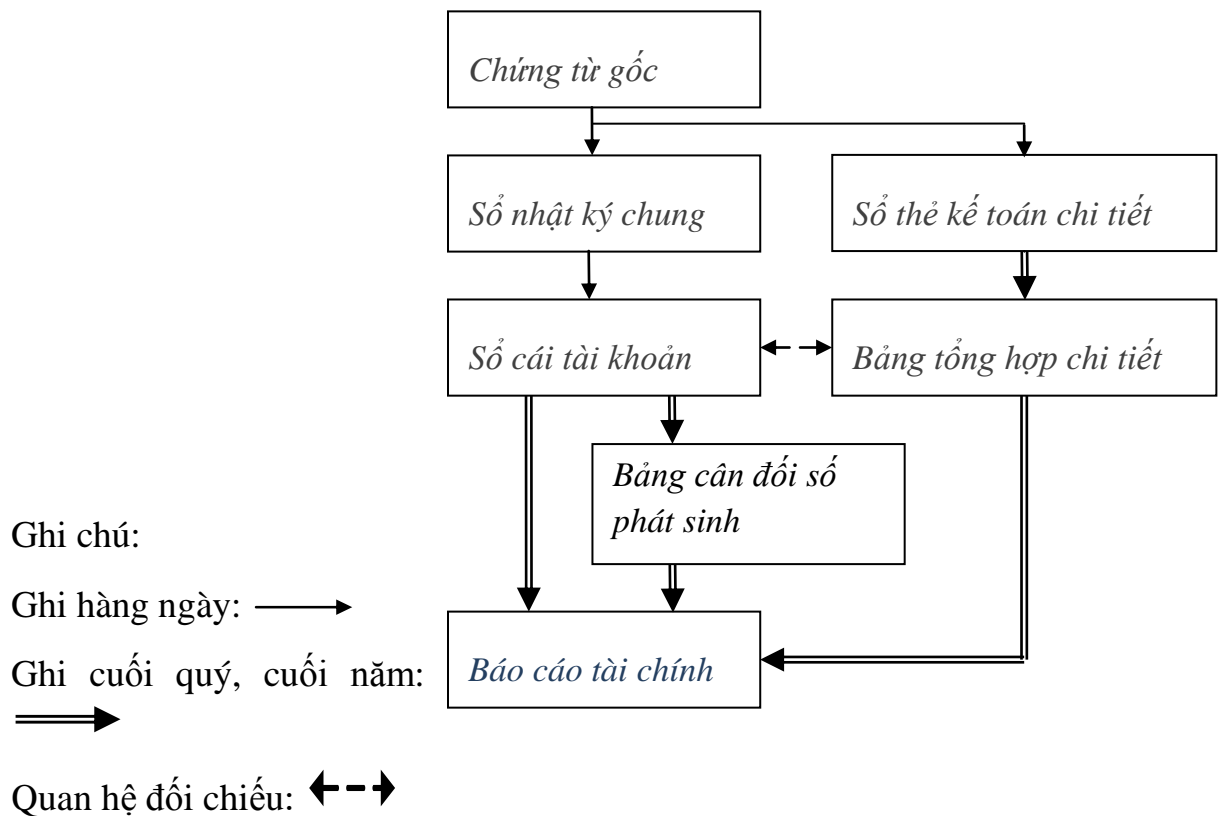 Chứng từ gốc
Sổ nhật ký chung
Sổ thẻ kế toán chi tiết
Sổ cái tài khoản
Bảng tổng hợp chi tiết
Bảng cân đối số
phát sinh
Ghi chú:
Ghi hàng ngày:
Ghi cuối quý, cuối năm:
Báo cáo tài chính
Quan hệ đối chiếu: